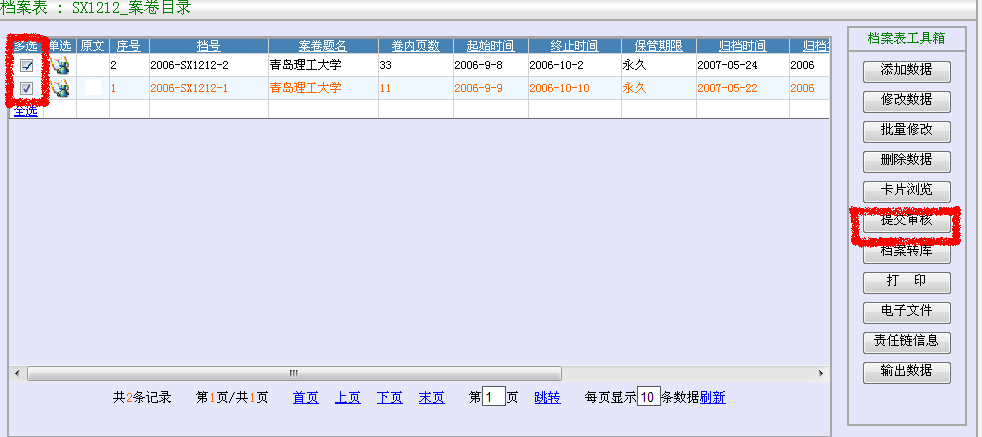 档案表 : SX1212_案卷目录
多选 单选 原文 序号 档号 案卷题名 卷内页数 起始时间 终止时间 保管期限 归档时间
2 2006-SX1212-2 青岛理工大学 33 2006-9-8 2006-10-2 永久 2007-05-24 2006
1 2006-SX1212-1 青岛理工大学 11 2006-9-9 2006-10-10 永久 2007-05-22 2006
全选
共2条记录 第1页/共1页 首页 上页 下页 末页 第1页 跳转 每页显示10条数据刷新
档案表工具箱
添加数据
修改数据
批量修改
删除数据
卡片浏览
提交审核
档案转库
打 印
电子文件
责任链信息
输出数据